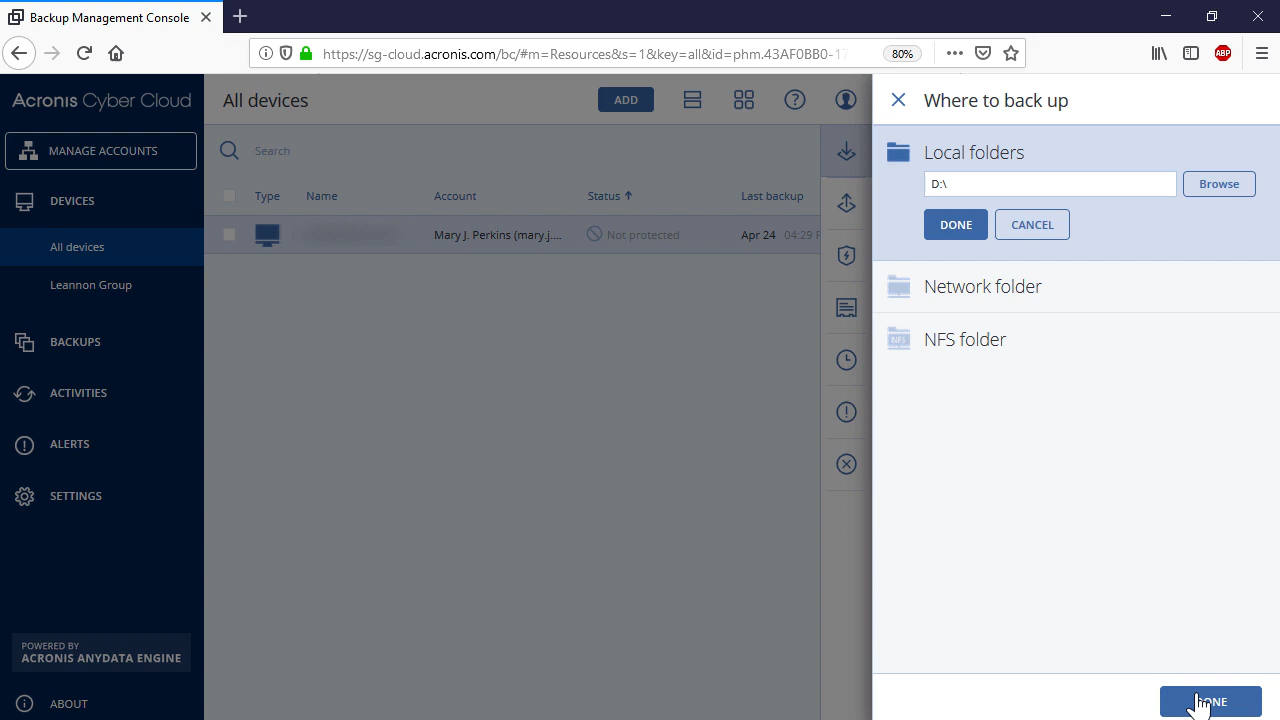 Backup Management Console
https://sg-cloud.acronis.com/bc/#m=Resources&s=1&key=all&id=phm.43AF0BB0-17
80%
ABP
Acronis Cyber Cloud
MANAGE ACCOUNTS
DEVICES
All devices
Leannon Group
BACKUPS
ACTIVITIES
ALERTS
SETTINGS
POWERED BY
ACRONIS ANYDATA ENGINE
ABOUT
All devices
ADD
Search
Type Name Account Status Last backup
Mary J. Perkins (mary.j.... Not protected Apr 24 04:29 P
Where to back up
Local folders
D:\
Browse
DONE CANCEL
Network folder
NFS folder
NFS
DONE